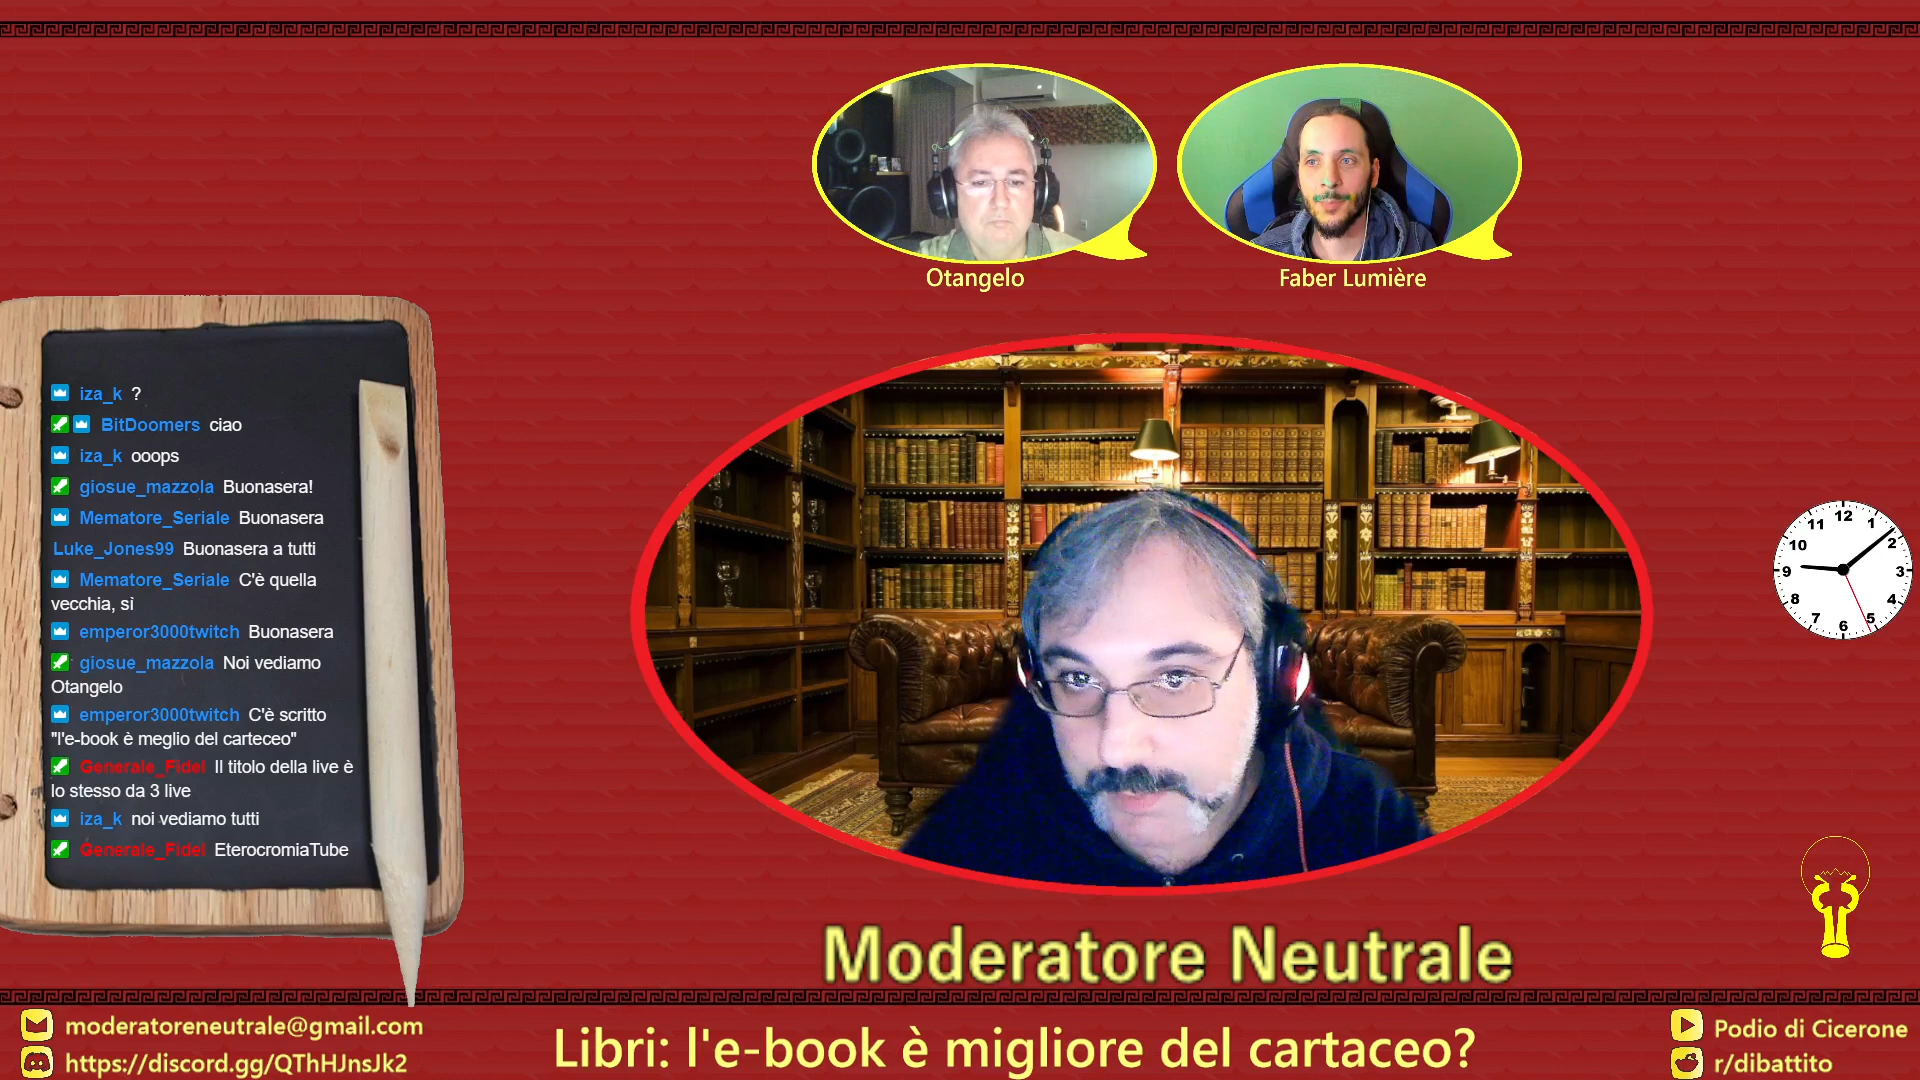 Otangelo
Faber Lumière
iza_k ?
BitDoomers ciao
iza_k ooops
giosue_mazzola Buonasera!
Mematore_Seriale Buonasera
Luke_Jones99 Buonasera a tutti
Mematore_Seriale C'è quella
vecchia, si
emperor3000twitch Buonasera
giosue_mazzola Noi vediamo
Otangelo
emperor3000twitch C'è scritto
"l'e-book è meglio del carteceo"
Generale_Fidel Il titolo della live è
lo stesso da 3 live
iza_k noi vediamo tutti
Generale_Fidel EterocromiaTube
12
1
2
3
4
5
6
7
8
9
10
11
Moderatore Neutrale
moderatoreneutrale@gmail.com
https://discord.gg/QThHJnsJk2
Libri: l'e-book è migliore del cartaceo?
Podio di Cicerone
r/dibattito